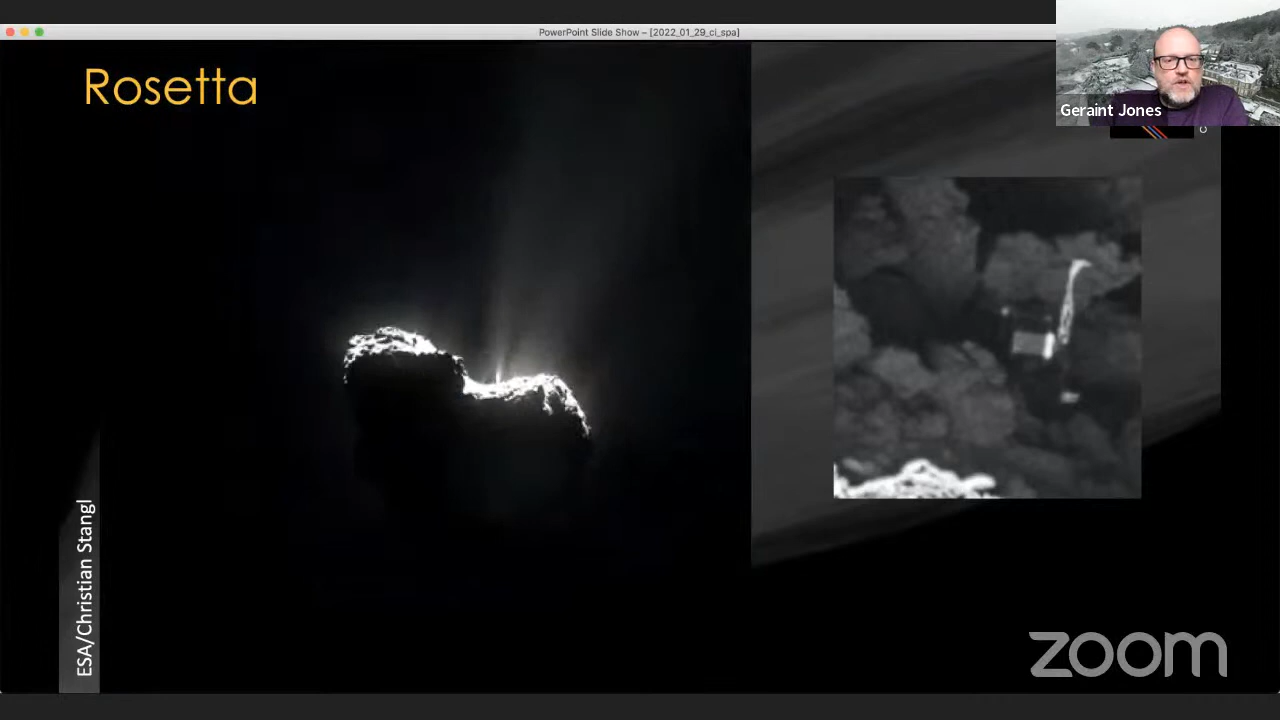 PowerPoint Slide Show – [2022_01_29_ci_spa]
Rosetta
Geraint Jones
ESA/Christian Stangl
zoom